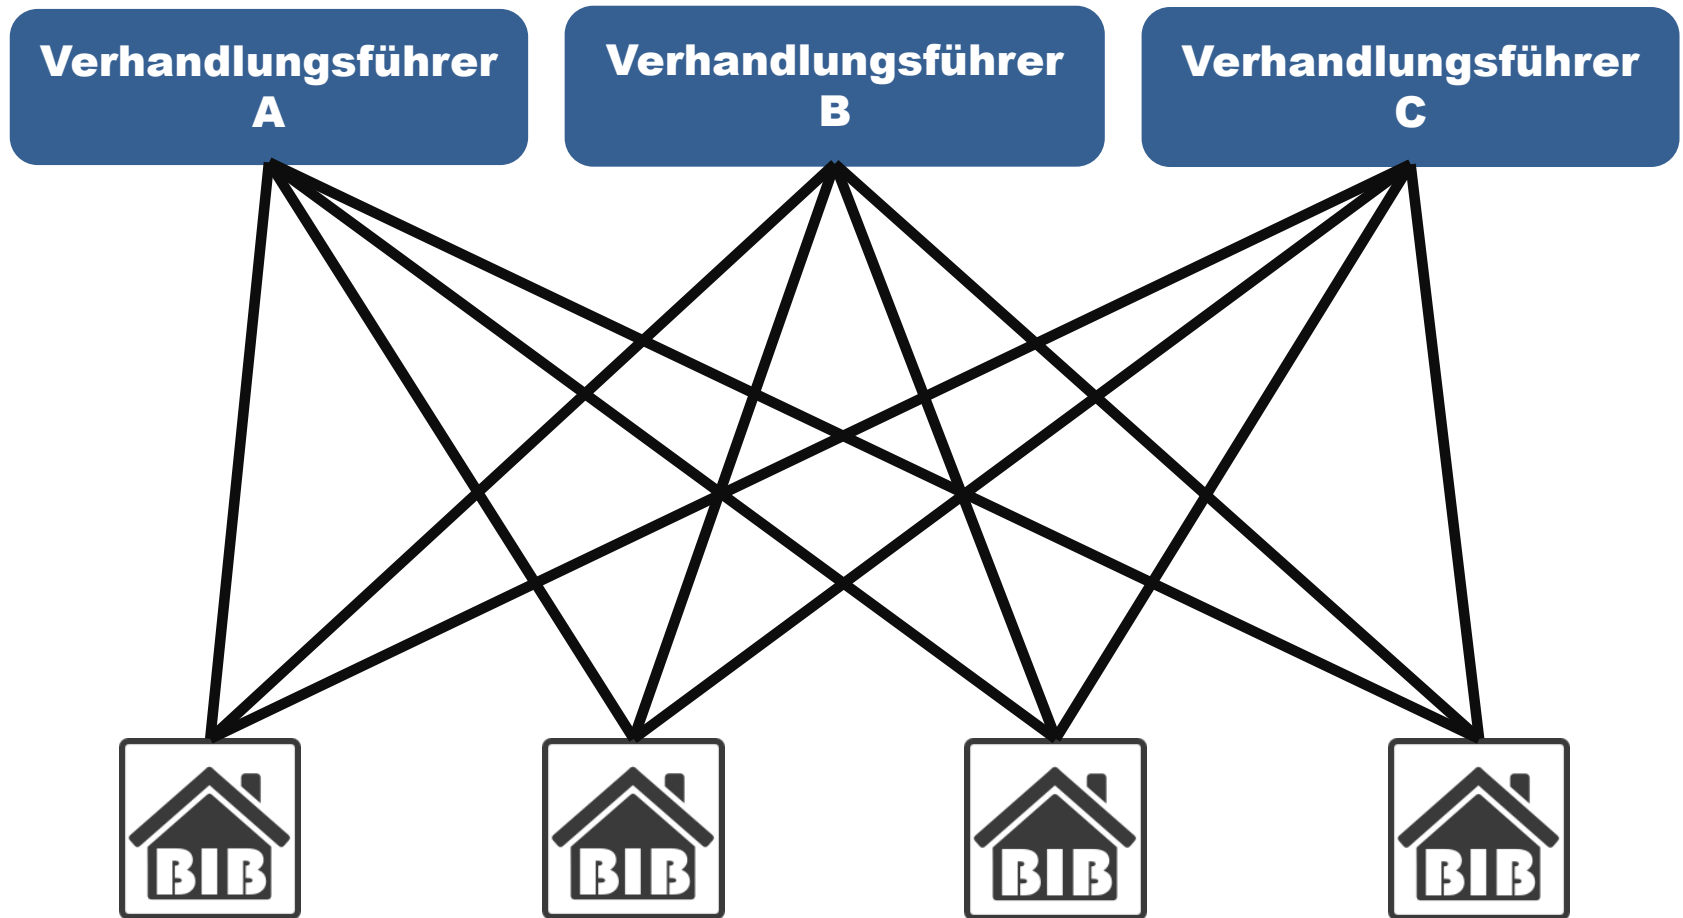 Verhandlungsführer
A
Verhandlungsführer
B
Verhandlungsführer
C
BIB
BIB
BIB
BIB